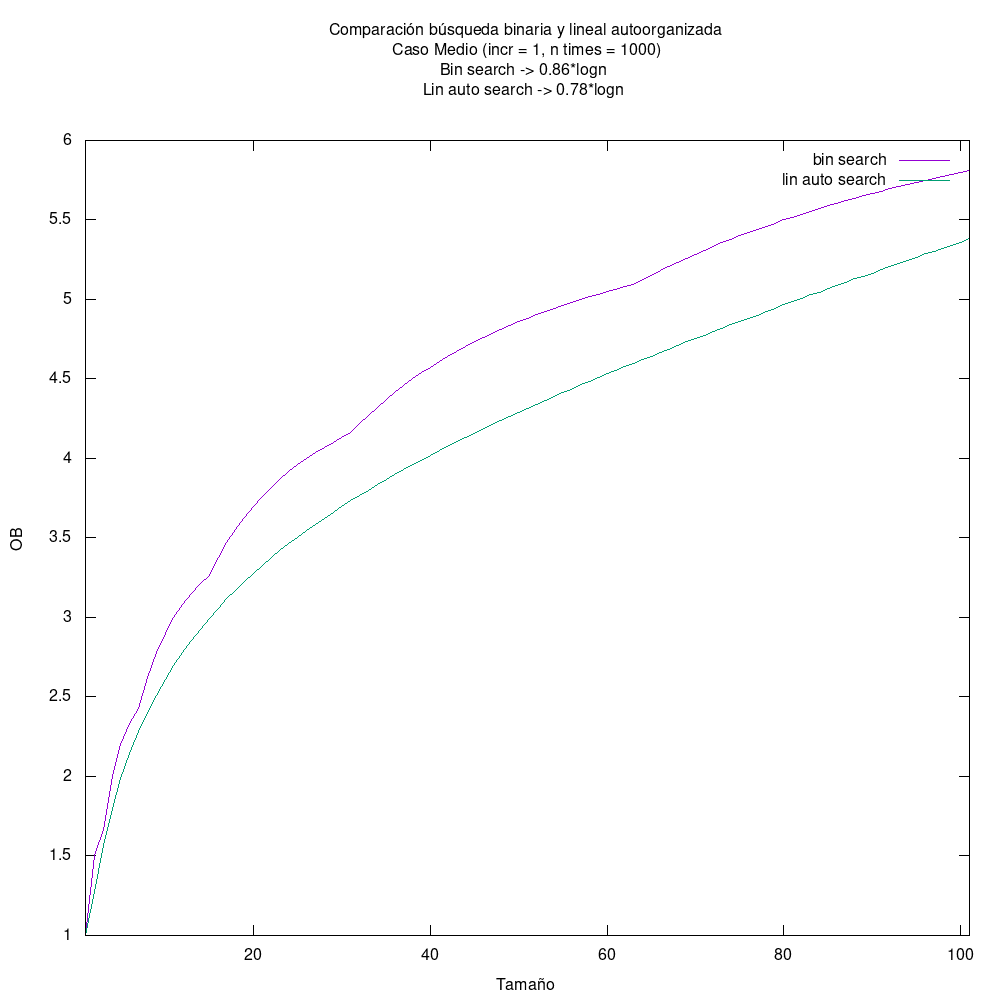 Comparación búsqueda binaria y lineal autoorganizada
Caso Medio (incr = 1, n times = 1000)
Bin search -> 0.86*logn
Lin auto search -> 0.78*logn
bin search
lin auto search
6
5.5
5
4.5
4
3.5
3
2.5
2
1.5
1
OB
20 40 60 80 100
Tamaño